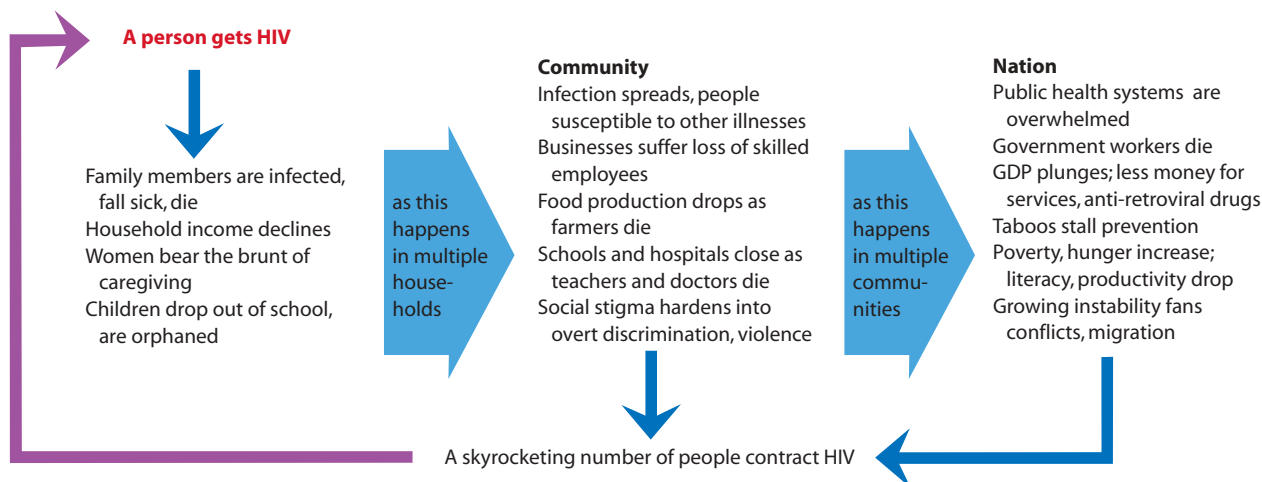 A person gets HIV
Family members are infected,
fall sick, die
Household income declines
Women bear the brunt of
caregiving
Children drop out of school,
are orphaned
as this
happens
in multiple
house-
holds
Community
Infection spreads, people
susceptible to other illnesses
Businesses suffer loss of skilled
employees
Food production drops as
farmers die
Schools and hospitals close as
teachers and doctors die
Social stigma hardens into
overt discrimination, violence
as this
happens
in multiple
commu-
nities
Nation
Public health systems are
overwhelmed
Government workers die
GDP plunges; less money for
services, anti-retroviral drugs
Taboos stall prevention
Poverty, hunger increase;
literacy, productivity drop
Growing instability fans
conflicts, migration
A skyrocketing number of people contract HIV